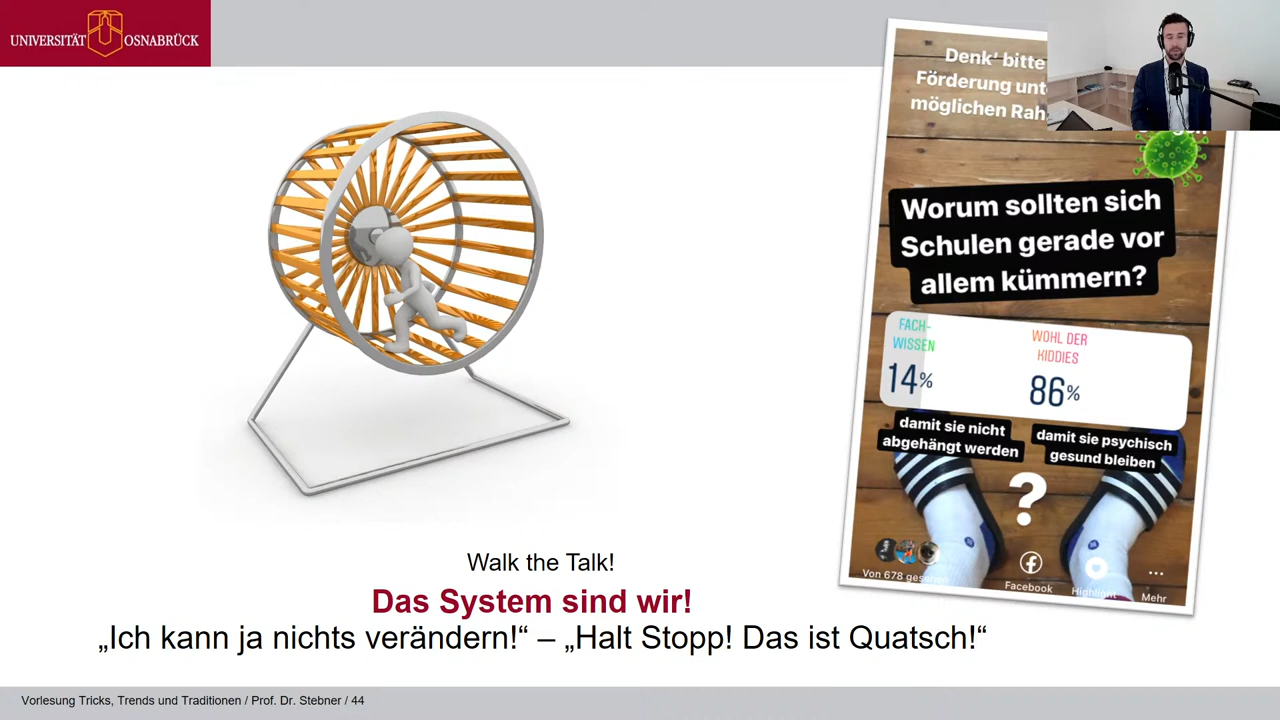 UNIVERSITÄT OSNABRÜCK
Denk’ bitte
Förderung
möglichen
Worum sollten sich
Schulen gerade vor
allem kümmern?
FACH-
WISSEN
14%
WOHL DER
KIDDIES
86%
damit sie nicht
abgehängt werden
damit sie psychisch
gesund bleiben
?
Von 678
Facebook
Highlight
Mehr
Walk the Talk!
Das System sind wir!
„Ich kann ja nichts verändern!“ – „Halt Stopp! Das ist Quatsch!“
Vorlesung Tricks, Trends und Traditionen / Prof. Dr. Stebner / 44